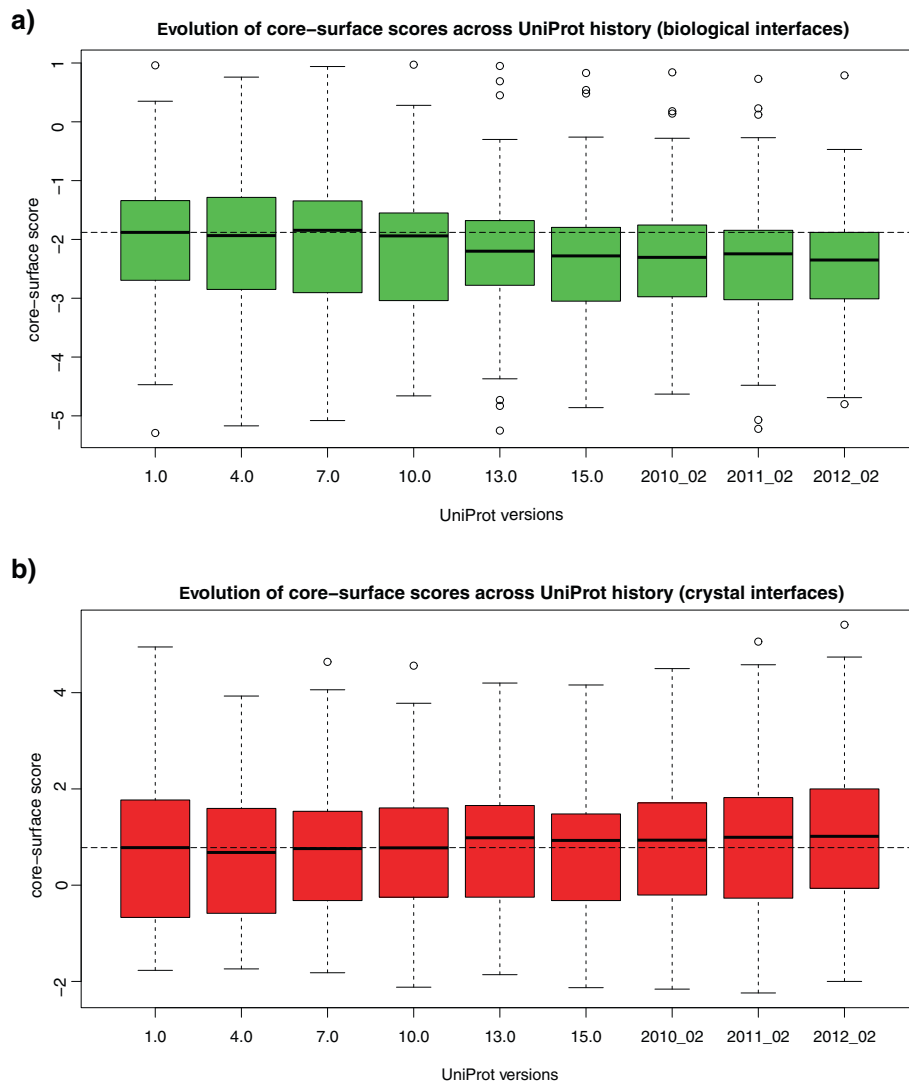 a)
Evolution of core−surface scores across UniProt history (biological interfaces)
core−surface score
1
0
−1
−2
−3
−4
−5
1.0 4.0 7.0 10.0 13.0 15.0 2010_02 2011_02 2012_02
UniProt versions
b)
Evolution of core−surface scores across UniProt history (crystal interfaces)
core−surface score
4
2
0
−2
1.0 4.0 7.0 10.0 13.0 15.0 2010_02 2011_02 2012_02
UniProt versions